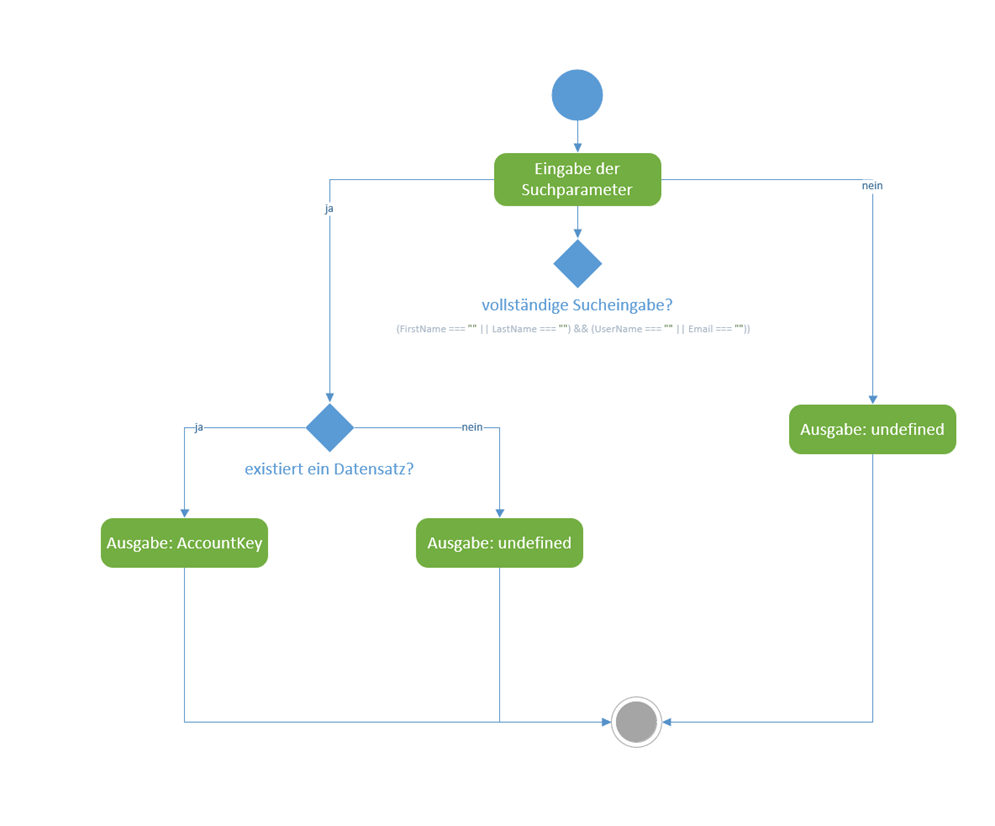 Eingabe der
Suchparameter
nein
ja
vollständige Sucheingabe?
(FirstName === "" || LastName === "") && (UserName === "" || Email === ""))
ja
nein
Ausgabe: undefined
existiert ein Datensatz?
Ausgabe: AccountKey
Ausgabe: undefined